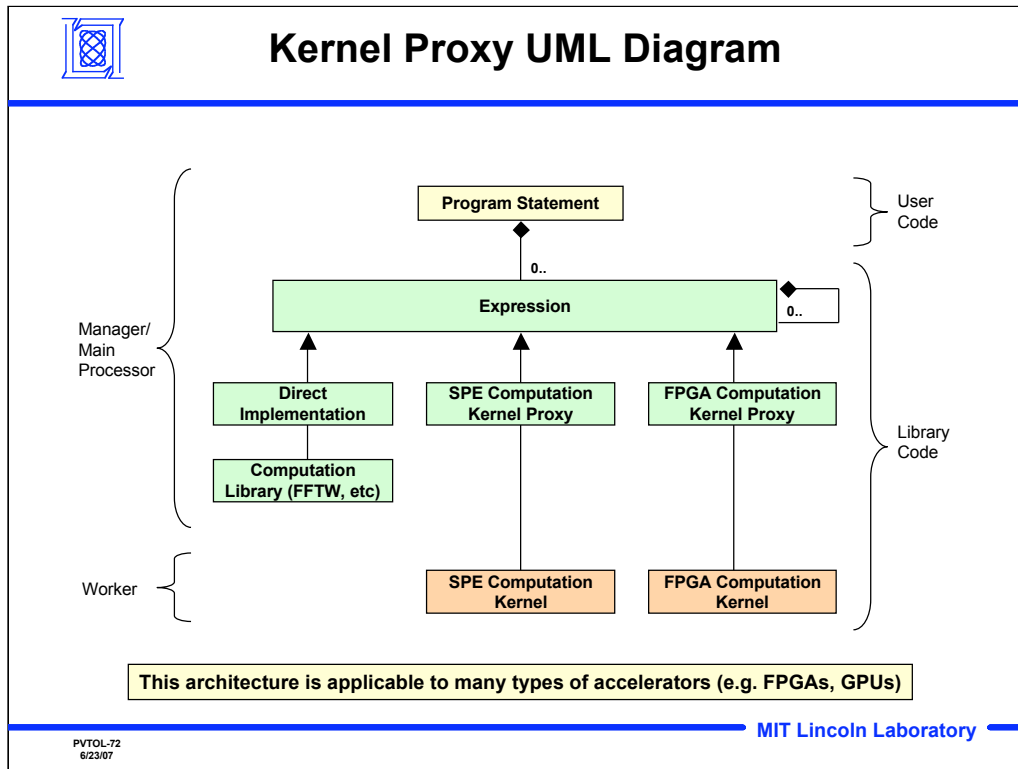 Kernel Proxy UML Diagram
Program Statement
User
Code
0..
Expression
0..
Manager/
Main
Processor
Direct
Implementation
SPE Computation
Kernel Proxy
FPGA Computation
Kernel Proxy
Library
Code
Computation
Library (FFTW, etc)
Worker
SPE Computation
Kernel
FPGA Computation
Kernel
This architecture is applicable to many types of accelerators (e.g. FPGAs, GPUs)
MIT Lincoln Laboratory
PVTOL-72
6/23/07